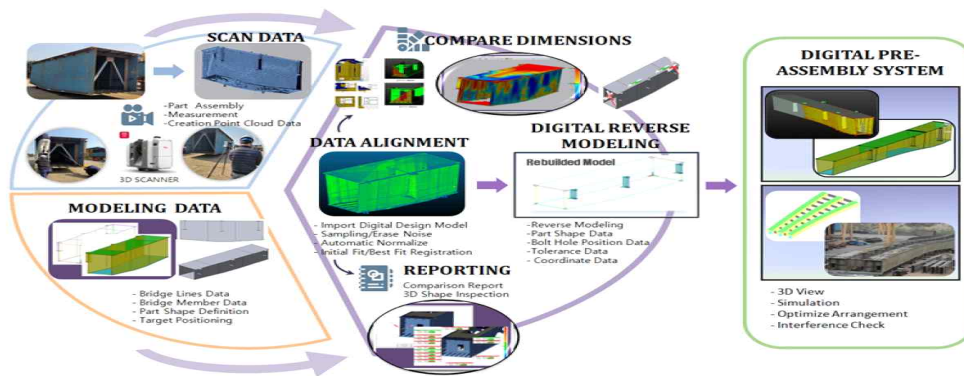 SCAN DATA
-Part Assembly
-Measurement
-Creation Point Cloud Data
3D SCANNER
MODELING DATA
- Bridge Lines Data
- Bridge Member Data
- Part Shape Definition
- Target Positioning
COMPARE DIMENSIONS
DATA ALIGNMENT
- Import Digital Design Model
- Sampling/Erase Noise
- Automatic Normalize
- Initial Fit/Best Fit Registration
REPORTING
Comparison Report
3D Shape Inspection
DIGITAL REVERSE
MODELING
Rebuilded Model
-Reverse Modeling
-Part Shape Data
-Bolt Hole Position Data
-Tolerance Data
- Coordinate Data
DIGITAL PRE-
ASSEMBLY SYSTEM
- 3D View
- Simulation
- Optimize Arrangement
- Interference Check